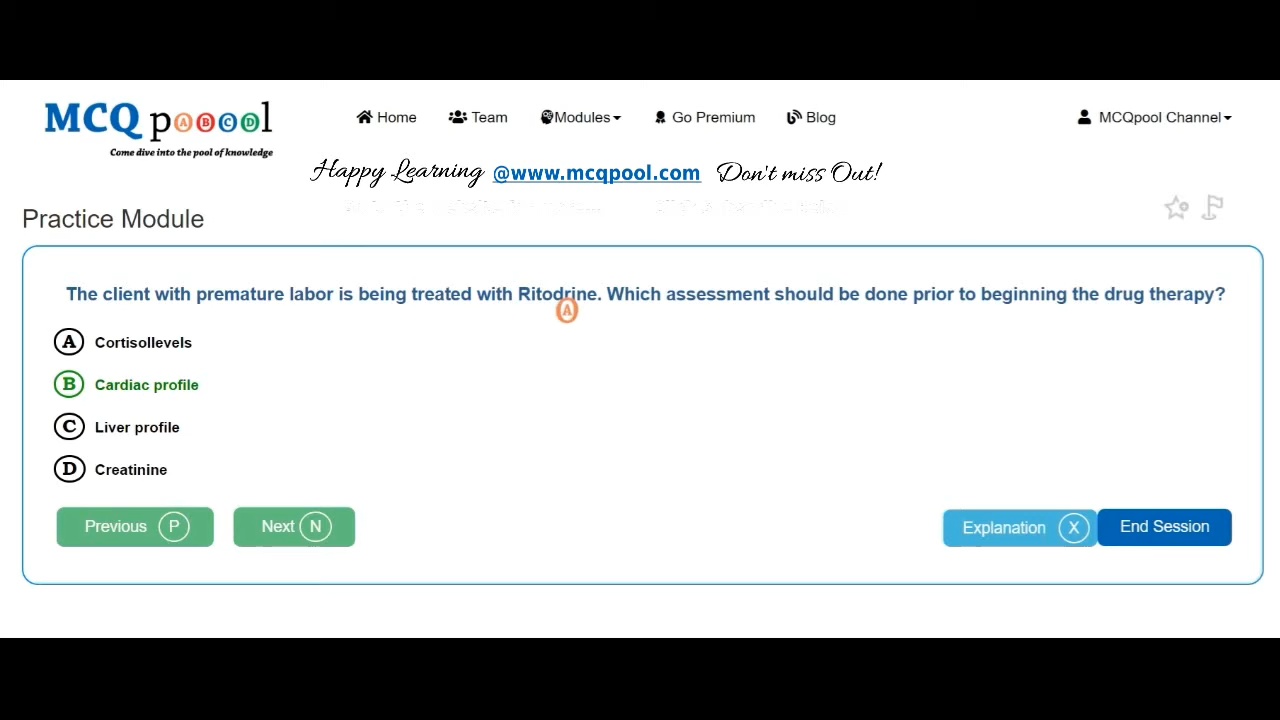 MCQ pooool
Come dive into the pool of knowledge
Home Team Modules Go Premium Blog MCQpool Channel
Happy Learning @www.mcqpool.com Don't miss Out!
Practice Module
The client with premature labor is being treated with Ritodrine. Which assessment should be done prior to beginning the drug therapy?
A
A Cortisollevels
B Cardiac profile
C Liver profile
D Creatinine
Previous P Next N Explanation X End Session